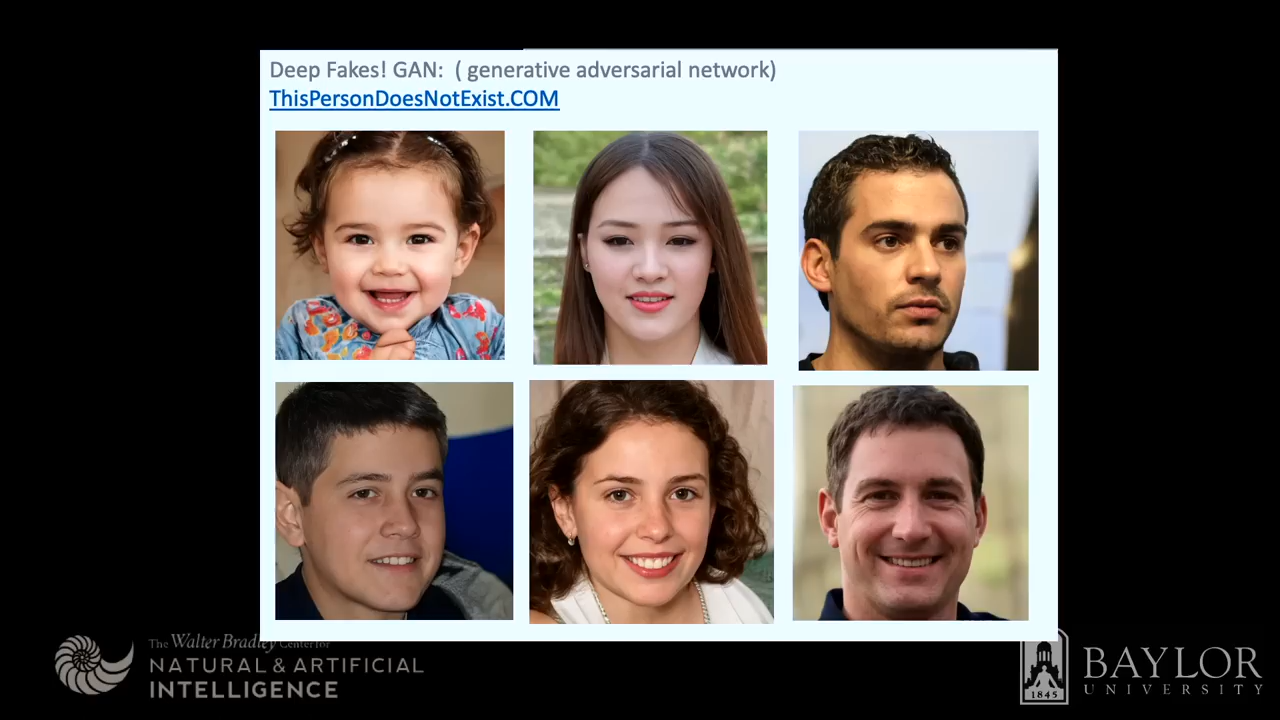 Deep Fakes! GAN:  ( generative adversarial network)
ThisPersonDoesNotExist.COM
The Walter Bradley Center for
NATURAL & ARTIFICIAL
INTELLIGENCE
1845
BAYLOR
UNIVERSITY